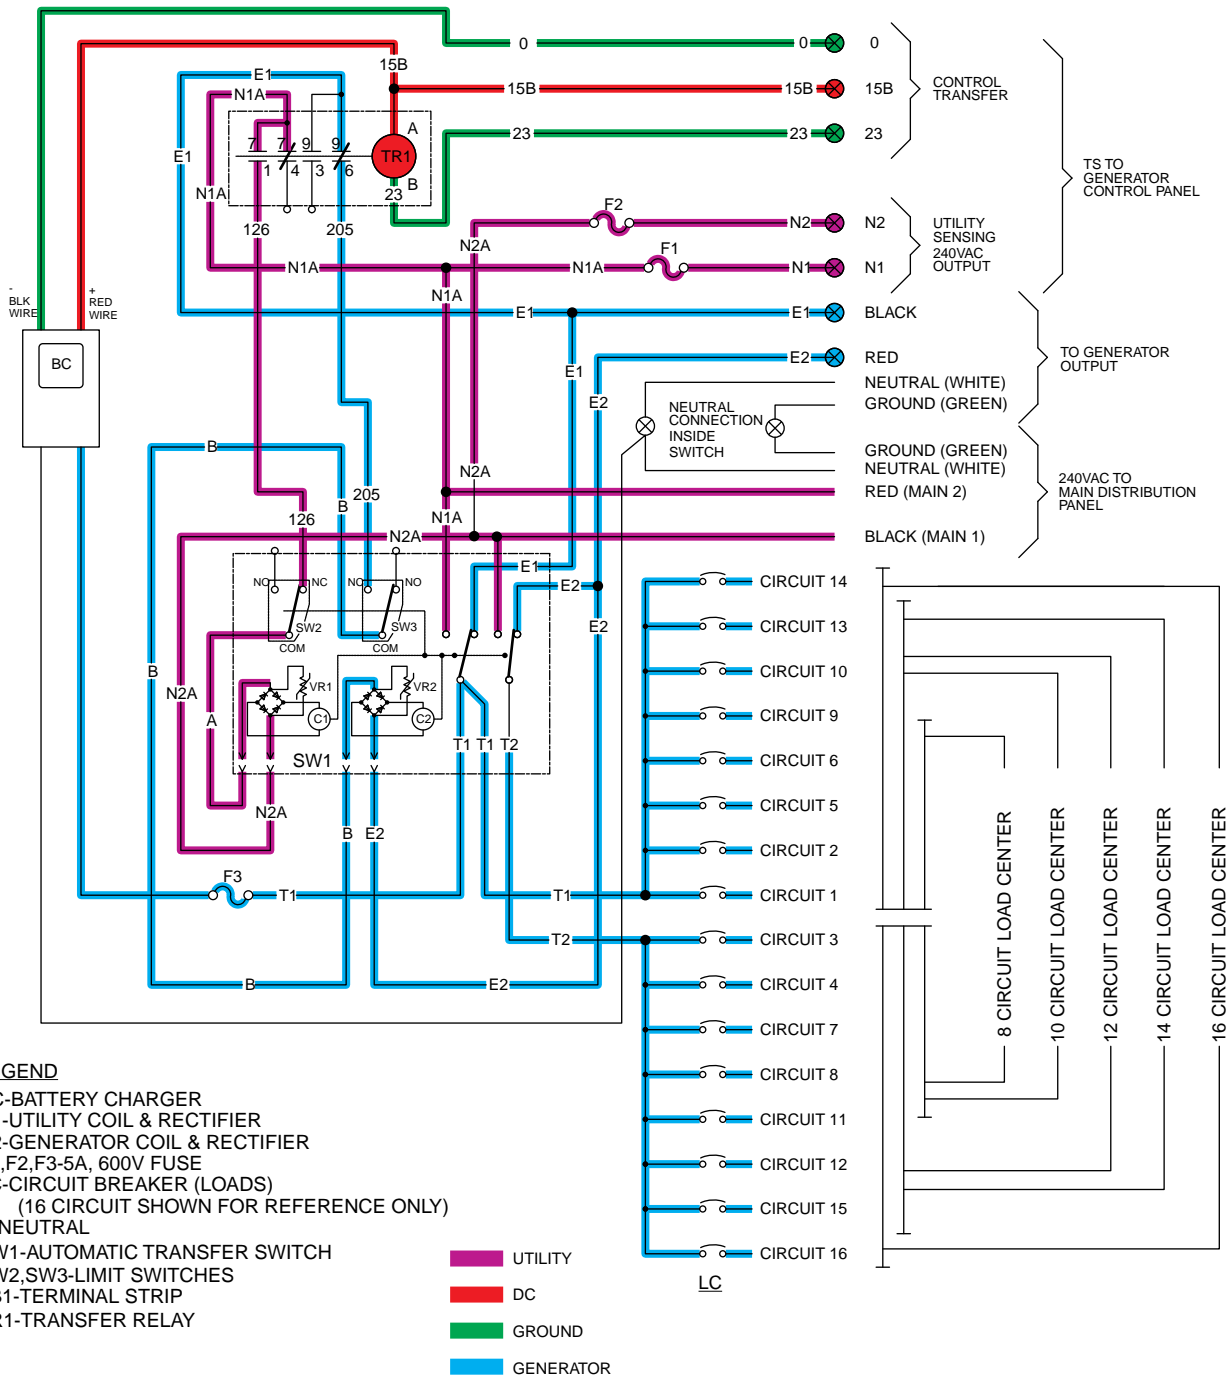 0
0
0
15B
15B
15B
15B
CONTROL
TRANSFER
E1
N1A
A
23
23
23
7
7
9
9
TR1
1
4
3
6
B
23
E1
N1A
126
205
TS TO
GENERATOR
CONTROL PANEL
F2
N2
N2
UTILITY
SENSING
240VAC
OUTPUT
N2A
F1
N1A
N1A
N1
N1
N1A
-
BLK
WIRE
+
RED
WIRE
E1
E1
BLACK
BC
E2
RED
TO GENERATOR
OUTPUT
E1
E2
NEUTRAL (WHITE)
NEUTRAL
CONNECTION
INSIDE
SWITCH
GROUND (GREEN)
B
GROUND (GREEN)
NEUTRAL (WHITE)
N2A
205
B
RED (MAIN 2)
240VAC TO
MAIN DISTRIBUTION
PANEL
126
N1A
N2A
BLACK (MAIN 1)
E1
NO
NC
NC
NO
E2
SW2
SW3
COM
COM
E2
B
N2A
A
VR1
VR2
C1
C2
T1
T1
T2
SW1
N2A
B
E2
F3
T1
T1
T2
B
E2
CIRCUIT 14
CIRCUIT 13
CIRCUIT 10
CIRCUIT 9
CIRCUIT 6
CIRCUIT 5
CIRCUIT 2
CIRCUIT 1
CIRCUIT 3
CIRCUIT 4
CIRCUIT 7
CIRCUIT 8
CIRCUIT 11
CIRCUIT 12
CIRCUIT 15
CIRCUIT 16
LC
8 CIRCUIT LOAD CENTER
10 CIRCUIT LOAD CENTER
12 CIRCUIT LOAD CENTER
14 CIRCUIT LOAD CENTER
16 CIRCUIT LOAD CENTER
GEND
C-BATTERY CHARGER
-UTILITY COIL & RECTIFIER
2-GENERATOR COIL & RECTIFIER
,F2,F3-5A, 600V FUSE
C-CIRCUIT BREAKER (LOADS)
(16 CIRCUIT SHOWN FOR REFERENCE ONLY)
NEUTRAL
W1-AUTOMATIC TRANSFER SWITCH
W2,SW3-LIMIT SWITCHES
B1-TERMINAL STRIP
R1-TRANSFER RELAY
UTILITY
DC
GROUND
GENERATOR